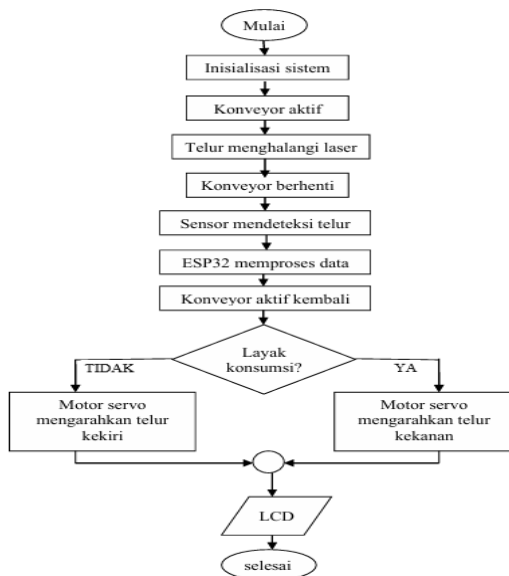 Mulai
Inisialisasi sistem
Konveyor aktif
Telur menghalangi laser
Konveyor berhenti
Sensor mendeteksi telur
ESP32 memproses data
Konveyor aktif kembali
Layak
konsumsi?
TIDAK
YA
Motor servo
mengarahkan telur
kekiri
Motor servo
mengarahkan telur
kekanan
LCD
selesai